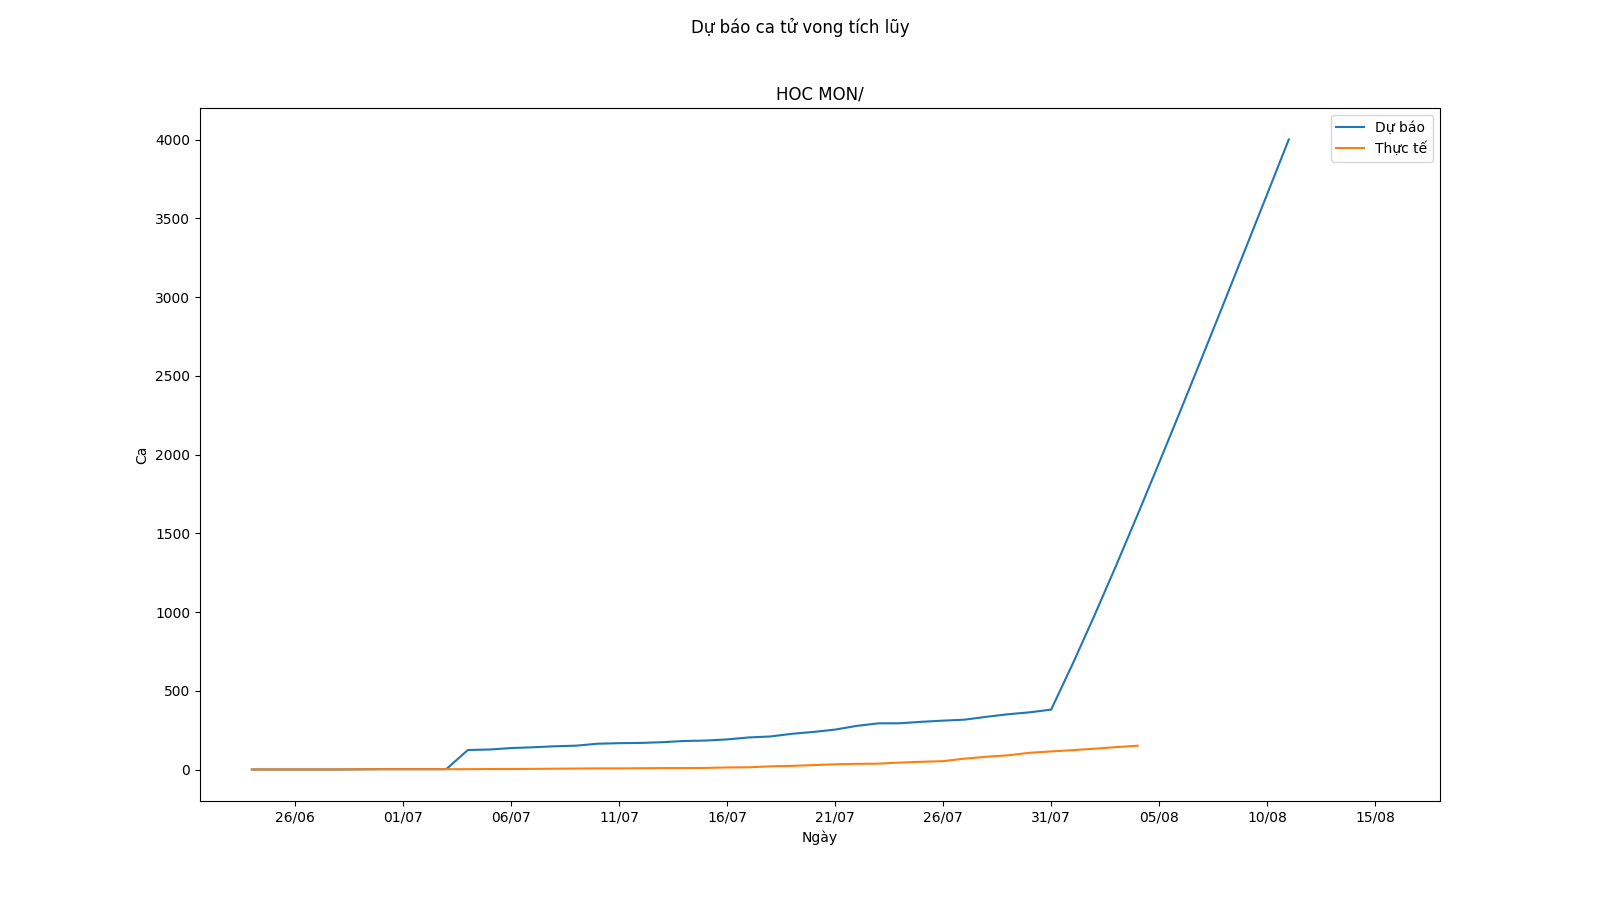 Dự báo ca tử vong tích lũy
HOC MON/
Dự báo
Thực tế
4000
3500
3000
2500
2000
1500
1000
500
0
Ca
26/06 01/07 06/07 11/07 16/07 21/07 26/07 31/07 05/08 10/08 15/08
Ngày